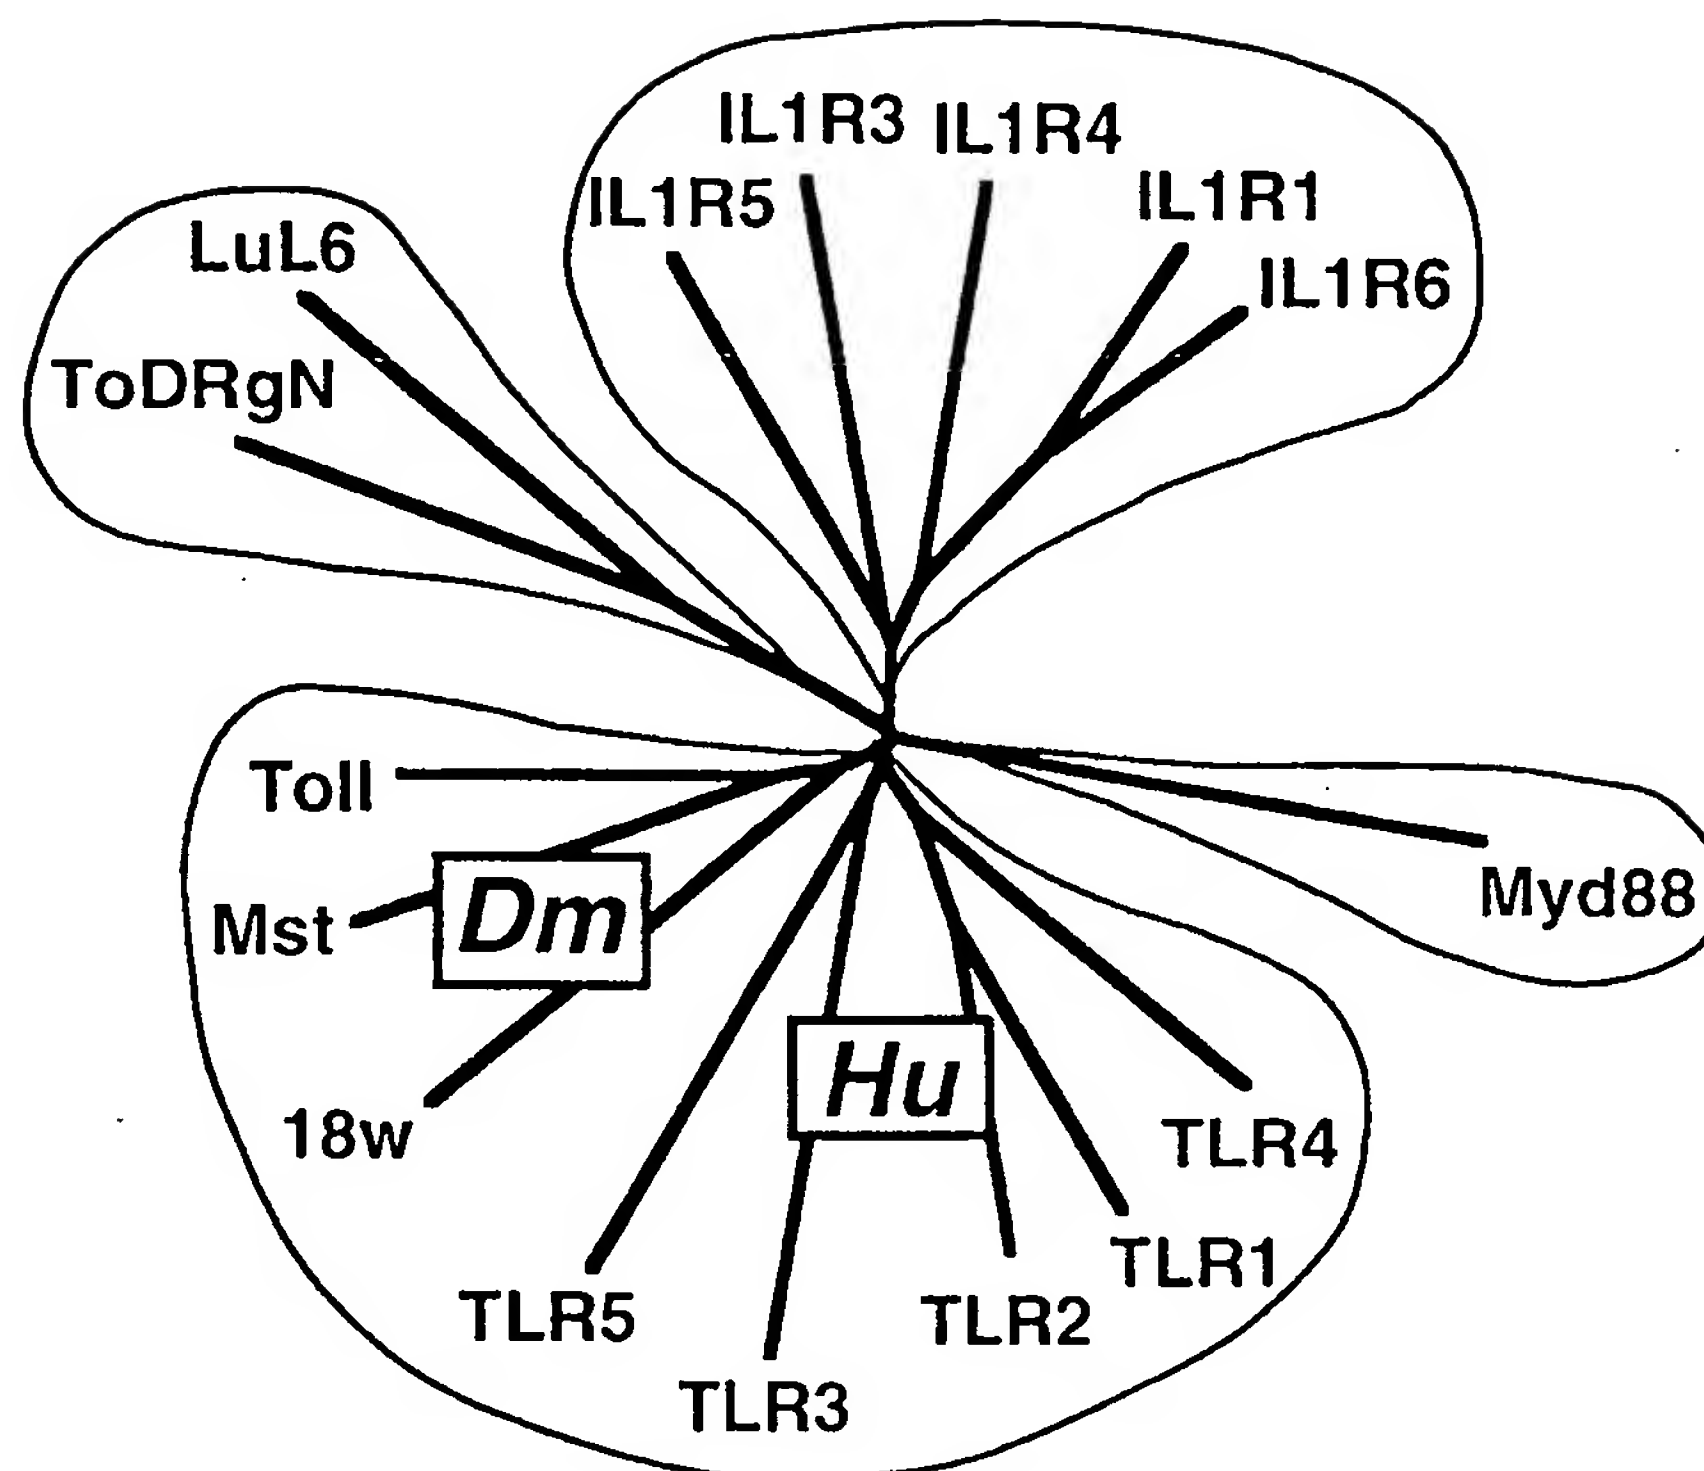 IL1R3
IL1R4
IL1R5
IL1R1
LuL6
IL1R6
ToDRgN
Toll
Dm
Mst
Myd88
Hu
18w
TLR4
TLR1
TLR5
TLR2
TLR3